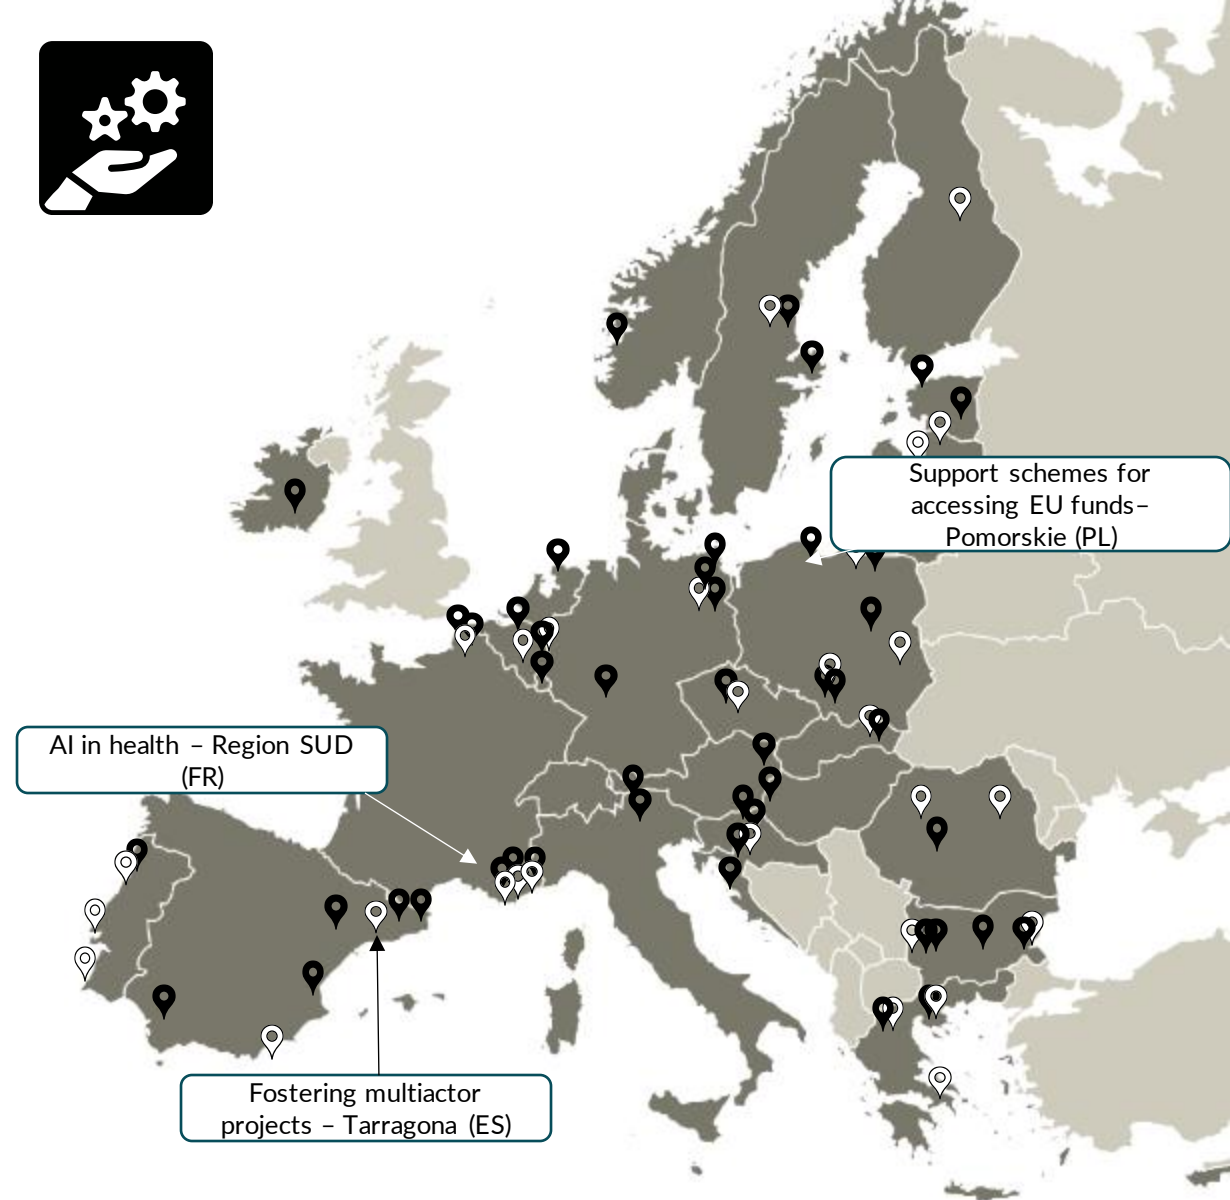 Support schemes for
accessing EU funds–
Pomorskie (PL)
AI in health – Region SUD
(FR)
Fostering multiactor
projects – Tarragona (ES)